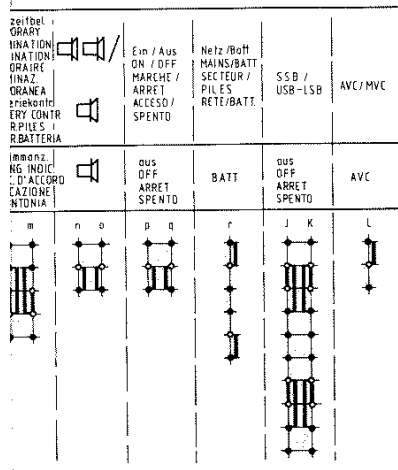 zeitbel
ORARY
INATION
INATION
ORAIRE
INAZ.
ORANEA
eriekontr
ERY CONTR
R.PILES
R.BATTERIA
Ein / Aus
ON / OFF
MARCHE /
ARRET
ACCESO /
SPENTO
Netz / Batt
MAINS/BATT
SECTEUR /
PILES
RETE/BATT.
SSB /
USB-LSB
AVC/MVC
immanz.
NG INDIC
. D'ACCORD
CAZIONE
NTONIA
aus
OFF
ARRET
SPENTO
BATT
aus
OFF
ARRET
SPENTO
AVC
m n o p q r J K L